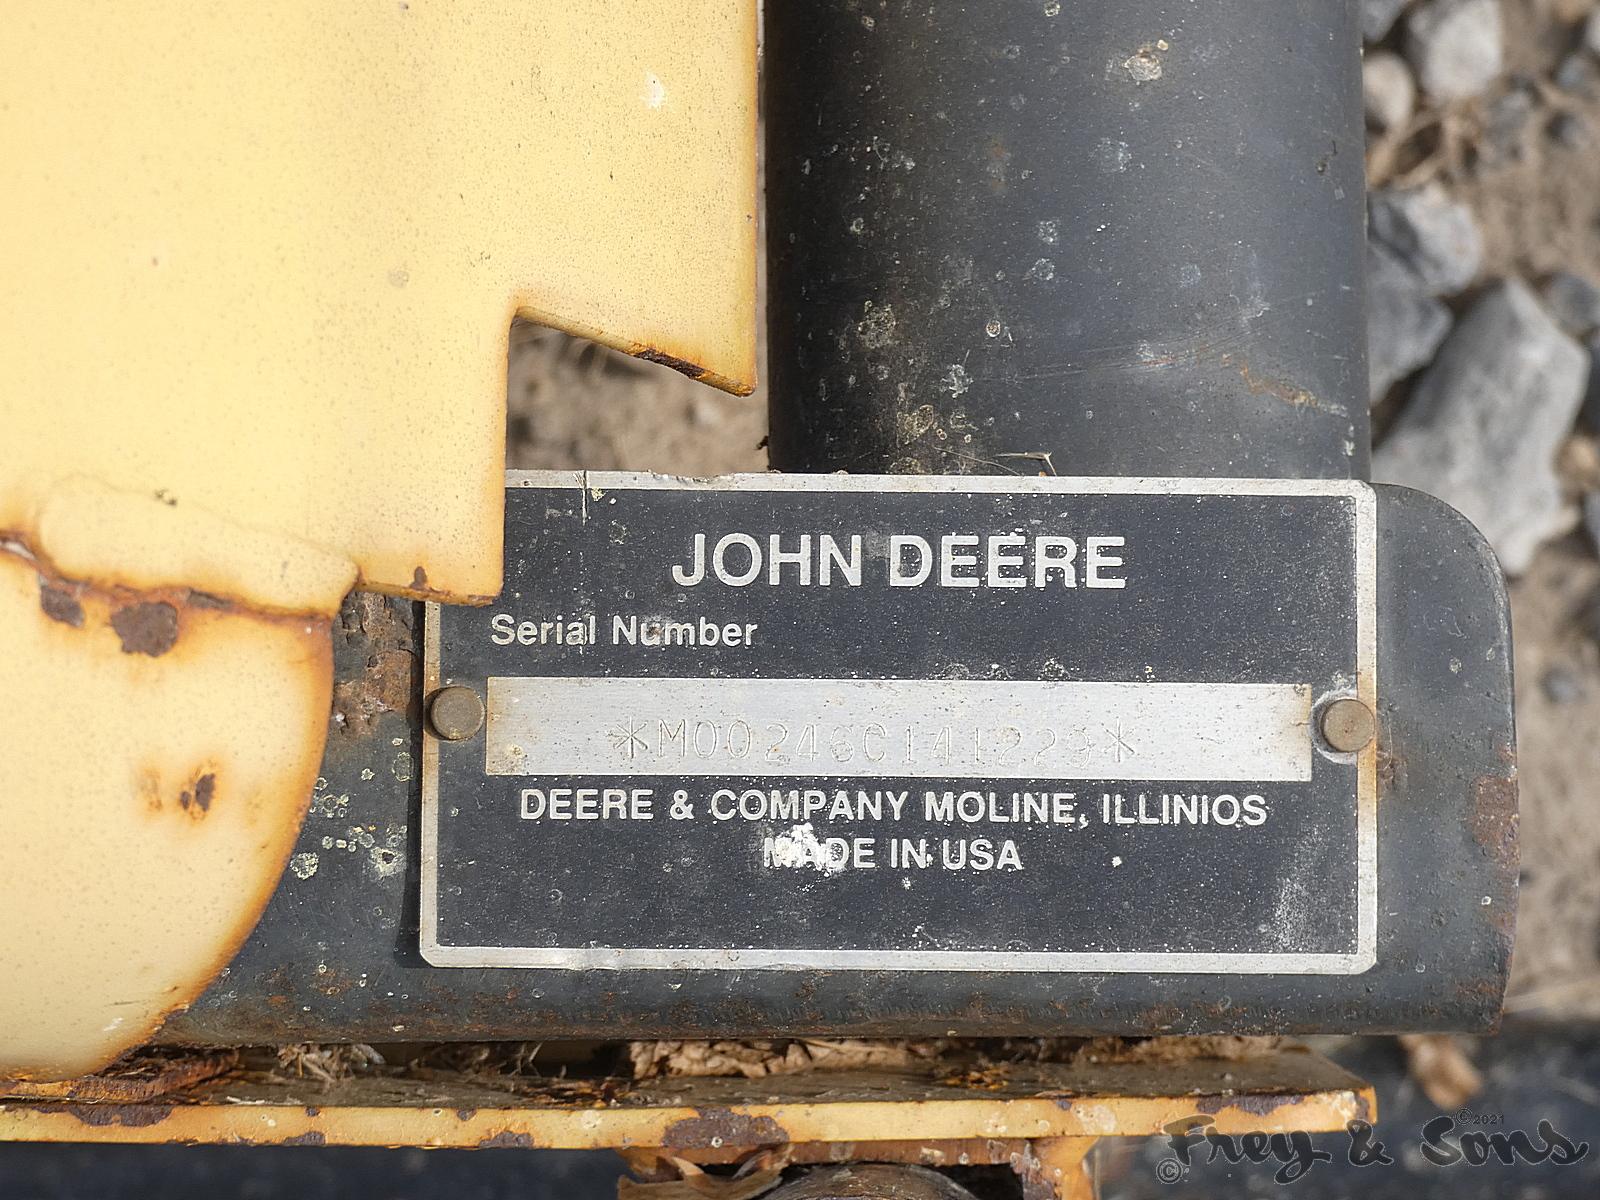 JOHN DEERE
Serial Number
*M00246C141229*
DEERE & COMPANY MOLINE, ILLINIOS
MADE IN USA
©2021
© Frey & Sons